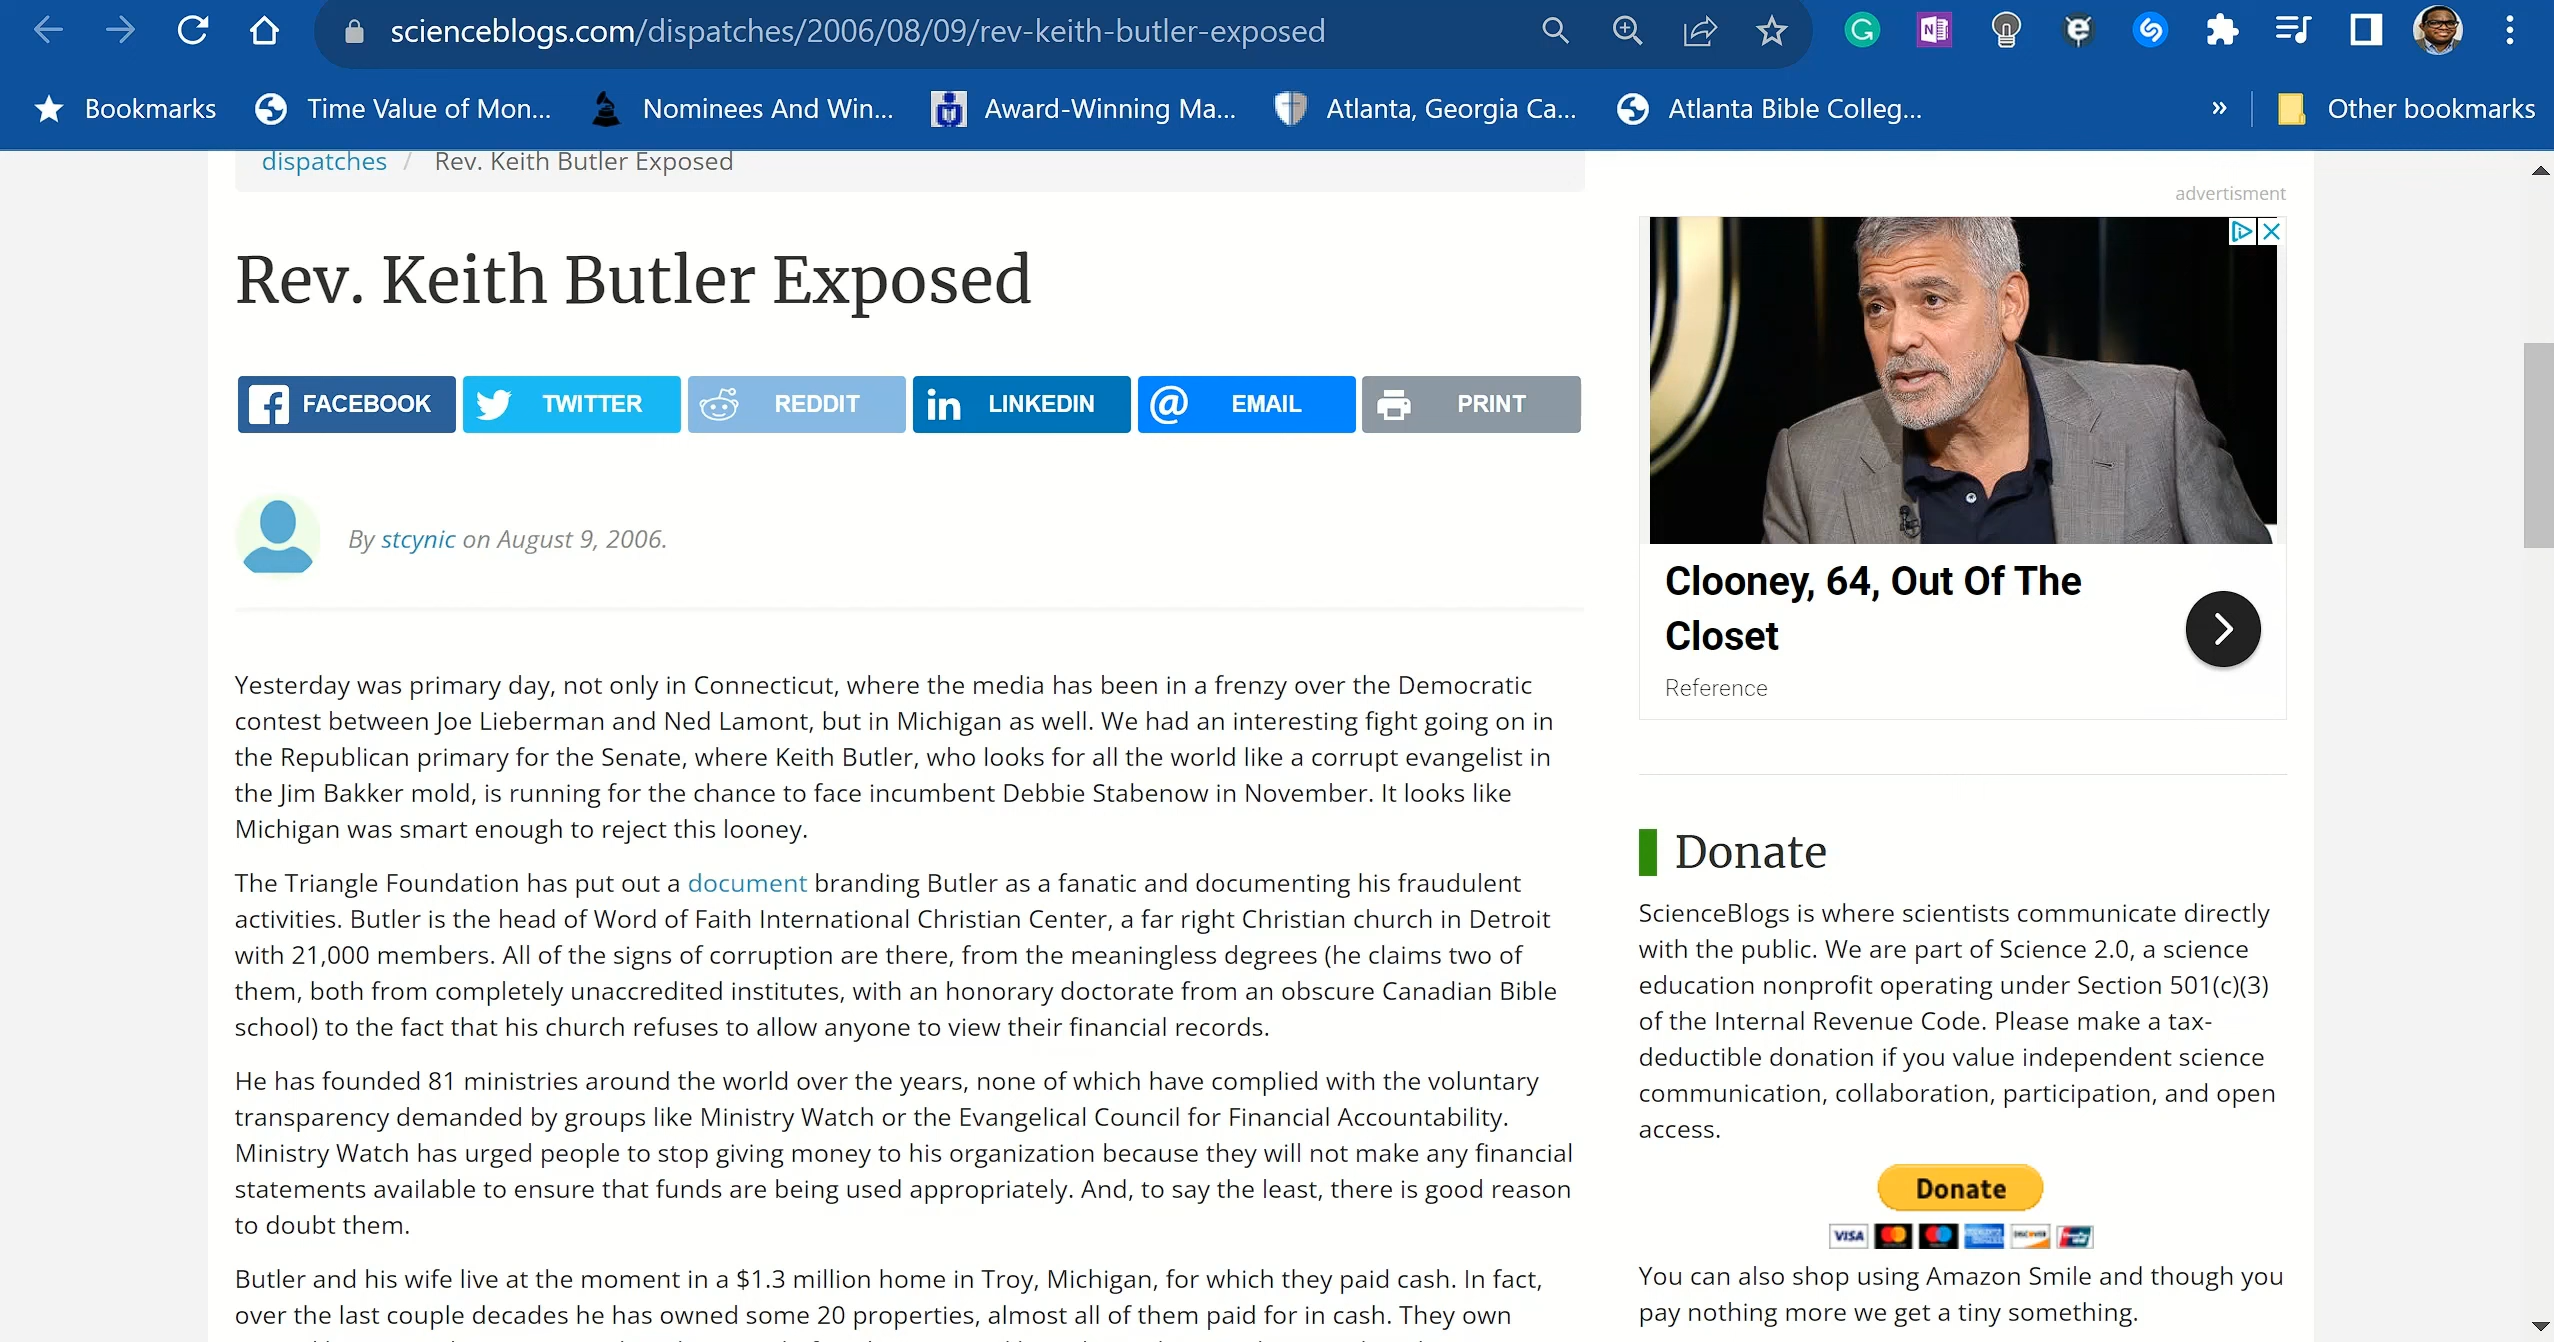 scienceblogs.com/dispatches/2006/08/09/rev-keith-butler-exposed
Bookmarks
Time Value of Mon...
Nominees And Win...
Award-Winning Ma...
Atlanta, Georgia Ca...
Atlanta Bible Colleg...
»
Other bookmarks
dispatches / Rev. Keith Butler Exposed
Rev. Keith Butler Exposed
FACEBOOK
TWITTER
REDDIT
LINKEDIN
EMAIL
PRINT
By stcynic on August 9, 2006.
Yesterday was primary day, not only in Connecticut, where the media has been in a frenzy over the Democratic
contest between Joe Lieberman and Ned Lamont, but in Michigan as well. We had an interesting fight going on in
the Republican primary for the Senate, where Keith Butler, who looks for all the world like a corrupt evangelist in
the Jim Bakker mold, is running for the chance to face incumbent Debbie Stabenow in November. It looks like
Michigan was smart enough to reject this looney.
The Triangle Foundation has put out a document branding Butler as a fanatic and documenting his fraudulent
activities. Butler is the head of Word of Faith International Christian Center, a far right Christian church in Detroit
with 21,000 members. All of the signs of corruption are there, from the meaningless degrees (he claims two of
them, both from completely unaccredited institutes, with an honorary doctorate from an obscure Canadian Bible
school) to the fact that his church refuses to allow anyone to view their financial records.
He has founded 81 ministries around the world over the years, none of which have complied with the voluntary
transparency demanded by groups like Ministry Watch or the Evangelical Council for Financial Accountability.
Ministry Watch has urged people to stop giving money to his organization because they will not make any financial
statements available to ensure that funds are being used appropriately. And, to say the least, there is good reason
to doubt them.
Butler and his wife live at the moment in a $1.3 million home in Troy, Michigan, for which they paid cash. In fact,
over the last couple decades he has owned some 20 properties, almost all of them paid for in cash. They own
advertisment
Clooney, 64, Out Of The
Closet
Reference
Donate
ScienceBlogs is where scientists communicate directly
with the public. We are part of Science 2.0, a science
education nonprofit operating under Section 501(c)(3)
of the Internal Revenue Code. Please make a tax-
deductible donation if you value independent science
communication, collaboration, participation, and open
access.
Donate
VISA
DISCOVER
You can also shop using Amazon Smile and though you
pay nothing more we get a tiny something.